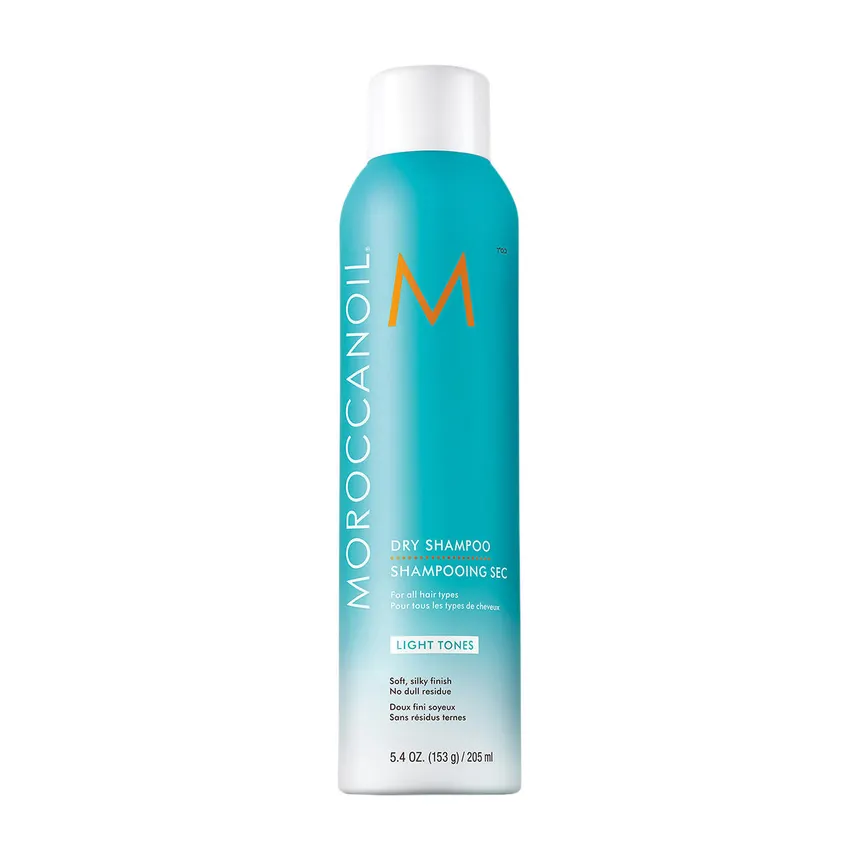 MOROCCANOIL®
M
DRY SHAMPOO
SHAMPOOING SEC
For all hair types
Pour tous les types de cheveux
LIGHT TONES
Soft, silky finish
No dull residue
Doux fini soyeux
Sans résidus ternes
5.4 OZ. (153 g) / 205 ml